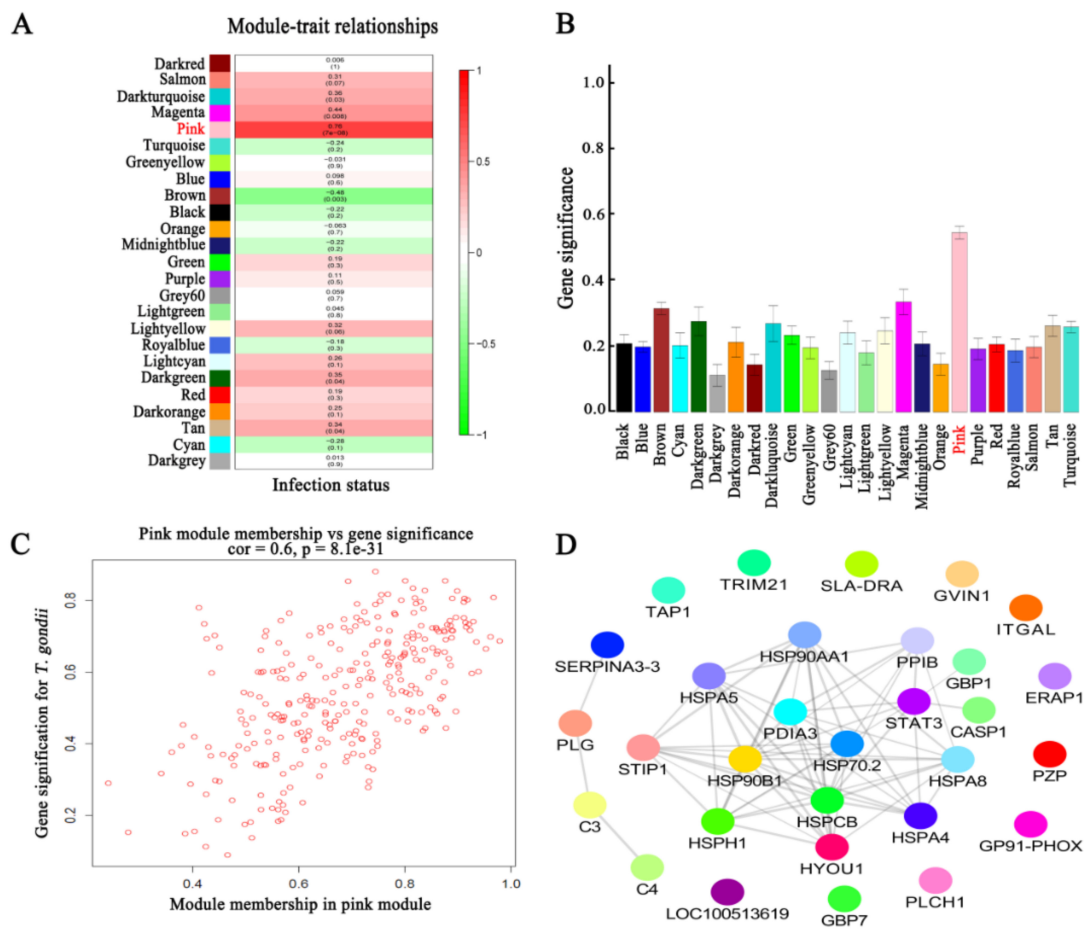 A
Module-trait relationships
Darkred
0.006
(1)
Salmon
0.31
(0.07)
Darkturquoise
0.36
(0.03)
Magenta
0.44
(0.008)
Pink
0.76
(7e-08)
Turquoise
-0.24
(0.2)
Greenyellow
-0.031
(0.9)
Blue
0.098
(0.6)
Brown
-0.48
(0.003)
Black
-0.22
(0.2)
Orange
-0.063
(0.7)
Midnightblue
-0.22
(0.2)
Green
0.19
(0.3)
Purple
0.11
(0.5)
Grey60
0.059
(0.7)
Lightgreen
0.045
(0.8)
Lightyellow
0.32
(0.06)
Royalblue
-0.18
(0.3)
Lightcyan
0.26
(0.1)
Darkgreen
0.35
(0.04)
Red
0.19
(0.3)
Darkorange
0.25
(0.1)
Tan
0.34
(0.04)
Cyan
-0.28
(0.1)
Darkgrey
0.013
(0.9)
Infection status
1
0.5
0
-0.5
-1
B
Gene significance
1.0
0.8
0.6
0.4
0.2
0.0
Black
Blue
Brown
Cyan
Darkgreen
Darkgrey
Darkorange
Darkred
Darkluquoise
Green
Greenyellow
Grey60
Lightcyan
Lightgreen
Lightyellow
Magenta
Midnightblue
Orange
Pink
Purple
Red
Royalblue
Salmon
Tan
Turquoise
C
Pink module membership vs gene significance
cor = 0.6, p = 8.1e-31
Gene signification for T. gondii
0.8
0.6
0.4
0.2
0.4
0.6
0.8
1.0
Module membership in pink module
D
TRIM21
SLA-DRA
GVIN1
TAP1
ITGAL
SERPINA3-3
HSP90AA1
PPIB
GBP1
ERAP1
HSPA5
PDIA3
STAT3
CASP1
PLG
STIP1
HSP90B1
HSP70.2
HSPA8
PZP
C3
HSPH1
HSPCB
HSPA4
GP91-PHOX
HYOU1
C4
PLCH1
LOC100513619
GBP7